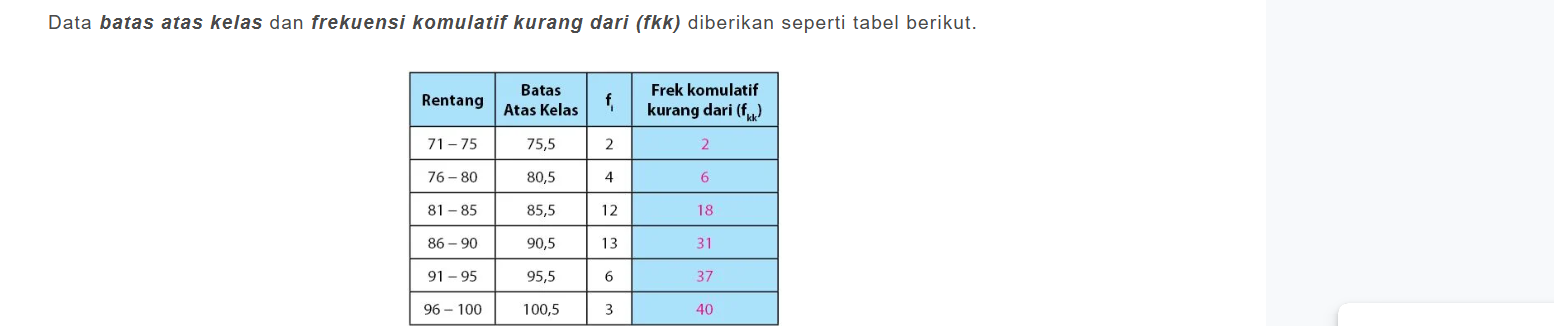 Data batas atas kelas dan frekuensi komulatif kurang dari (fkk) diberikan seperti tabel berikut.
Rentang Batas Atas Kelas fi Frek komulatif kurang dari (fkk)
71 – 75 75,5 2 2
76 – 80 80,5 4 6
81 – 85 85,5 12 18
86 – 90 90,5 13 31
91 – 95 95,5 6 37
96 – 100 100,5 3 40